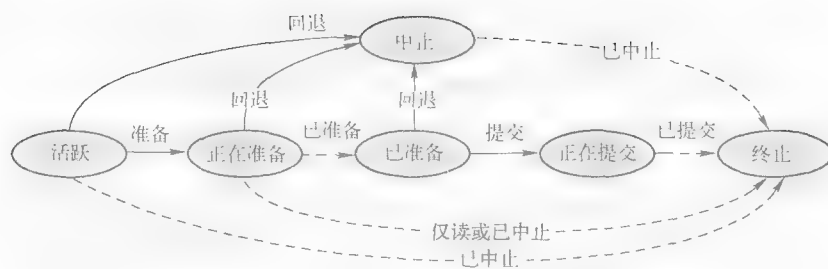 回退
中止
已中止
回退
回退
准备
已准备
提交
已提交
活跃
正在准备
已准备
正在提交
终止
仅读或已中止
已中止